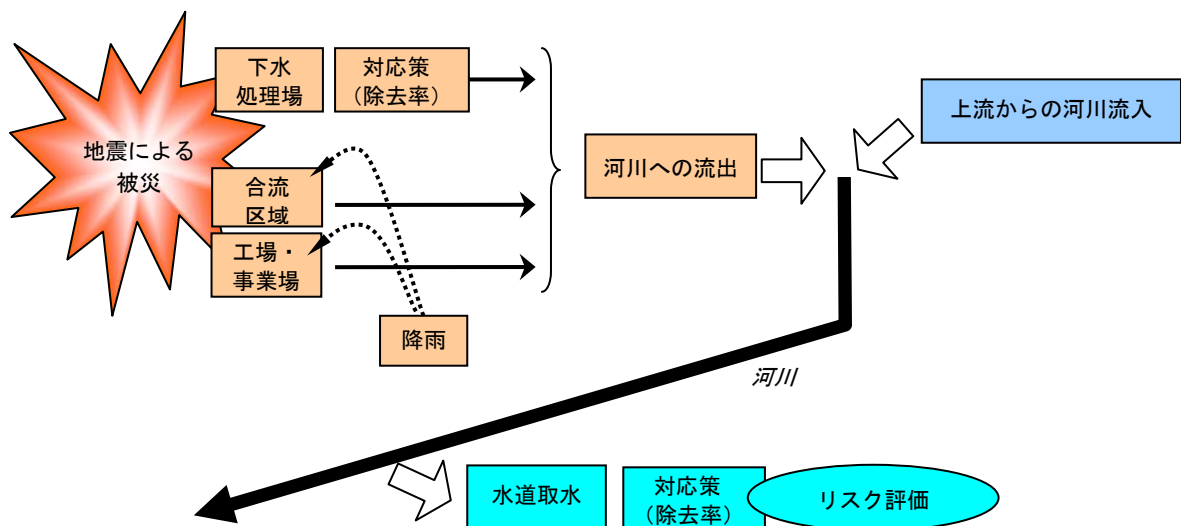 地震による
被災
下水
処理場
対応策
（除去率）
合流
区域
工場・
事業場
降雨
河川への流出
上流からの河川流入
河川
水道取水
対応策
（除去率）
リスク評価